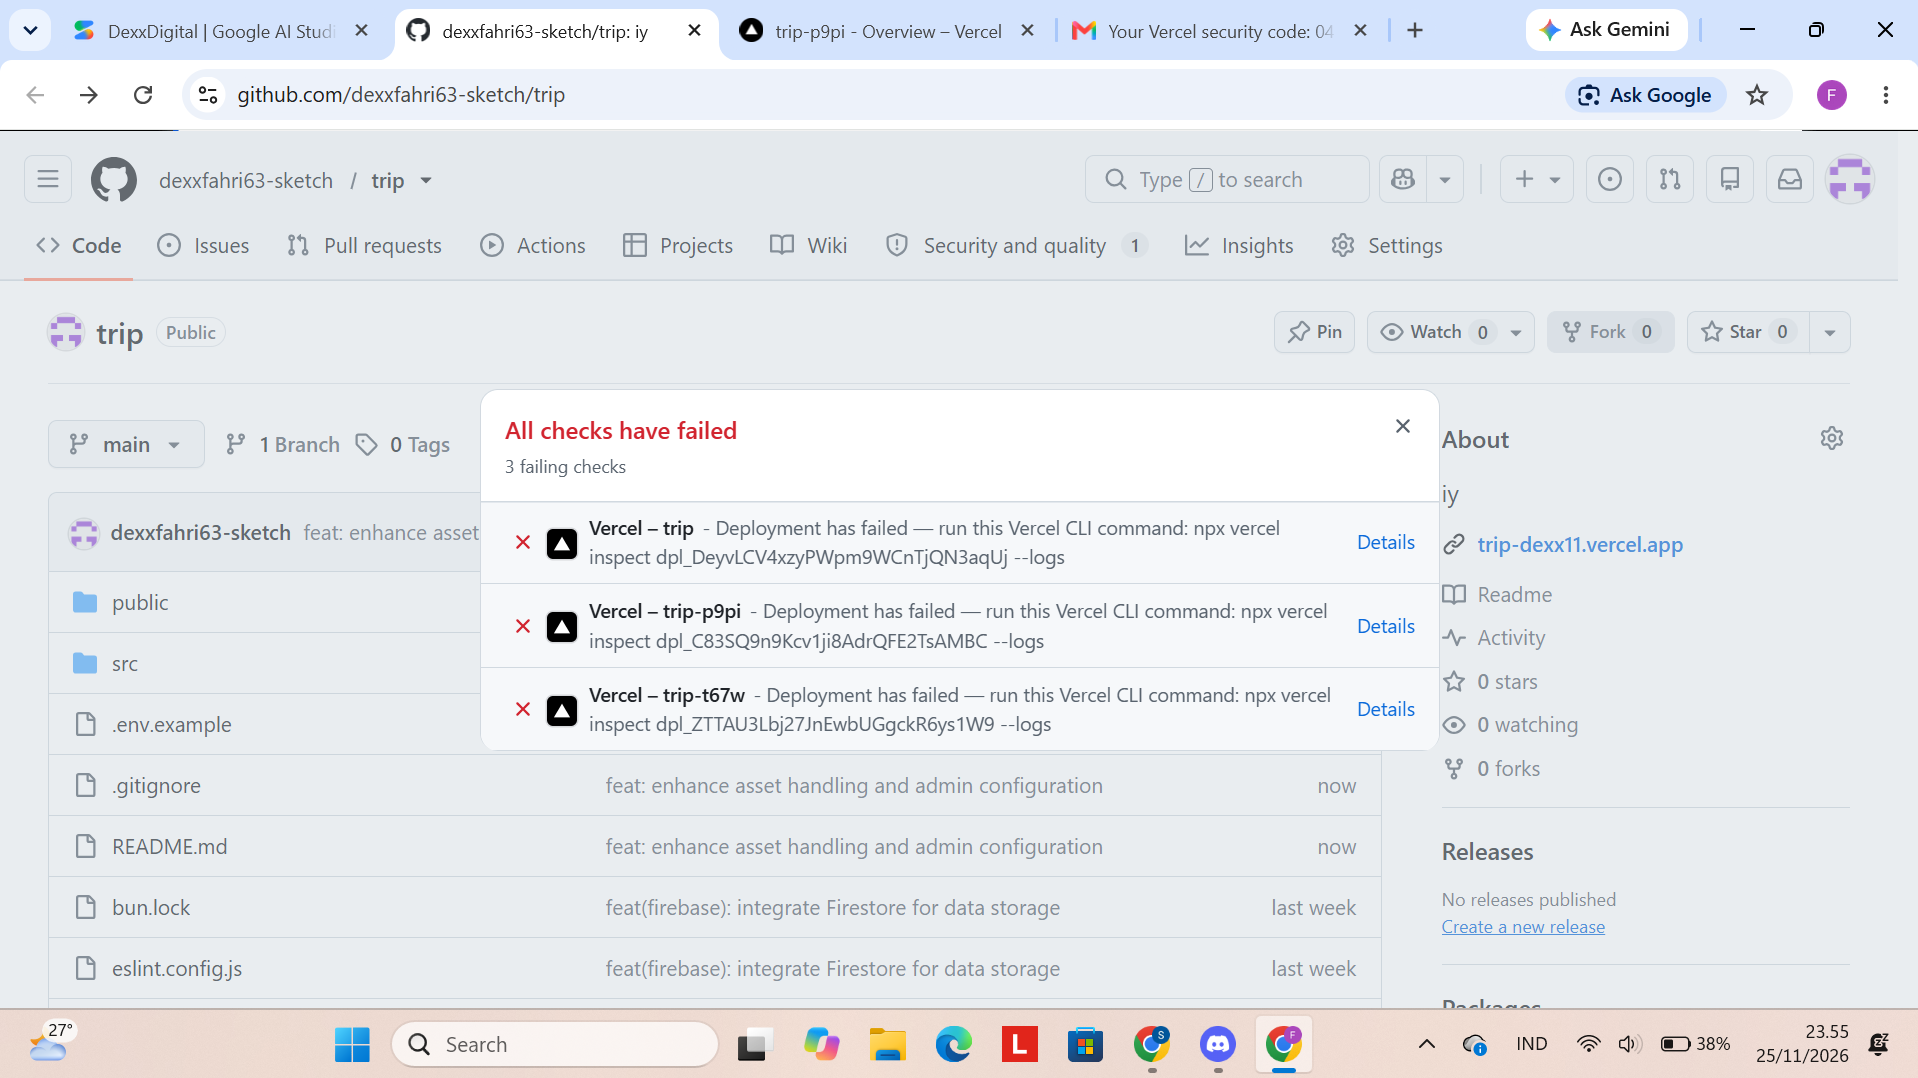 DexxDigital | Google AI Studi
dexxfahri63-sketch/trip: iy
trip-p9pi - Overview – Vercel
Your Vercel security code: 04
Ask Gemini
github.com/dexxfahri63-sketch/trip
Ask Google
F
dexxfahri63-sketch / trip
Type / to search
Code
Issues
Pull requests
Actions
Projects
Wiki
Security and quality 1
Insights
Settings
trip Public
Pin
Watch 0
Fork 0
Star 0
main
1 Branch
0 Tags
dexxfahri63-sketch feat: enhance asset
public
src
.env.example
.gitignore feat: enhance asset handling and admin configuration now
README.md feat: enhance asset handling and admin configuration now
bun.lock feat(firebase): integrate Firestore for data storage last week
eslint.config.js feat(firebase): integrate Firestore for data storage last week
All checks have failed
3 failing checks
Vercel – trip - Deployment has failed — run this Vercel CLI command: npx vercel
inspect dpl_DeyvLCV4xzyPWpm9WCnTjQN3aqUj --logs
Details
Vercel – trip-p9pi - Deployment has failed — run this Vercel CLI command: npx vercel
inspect dpl_C83SQ9n9Kcv1ji8AdrQFE2TsAMBC --logs
Details
Vercel – trip-t67w - Deployment has failed — run this Vercel CLI command: npx vercel
inspect dpl_ZTTAU3Lbj27JnEwbUGgckR6ys1W9 --logs
Details
About
iy
trip-dexx11.vercel.app
Readme
Activity
0 stars
0 watching
0 forks
Releases
No releases published
Create a new release
Packages
27°
Search
L
S
F
IND
38%
23.55
25/11/2026